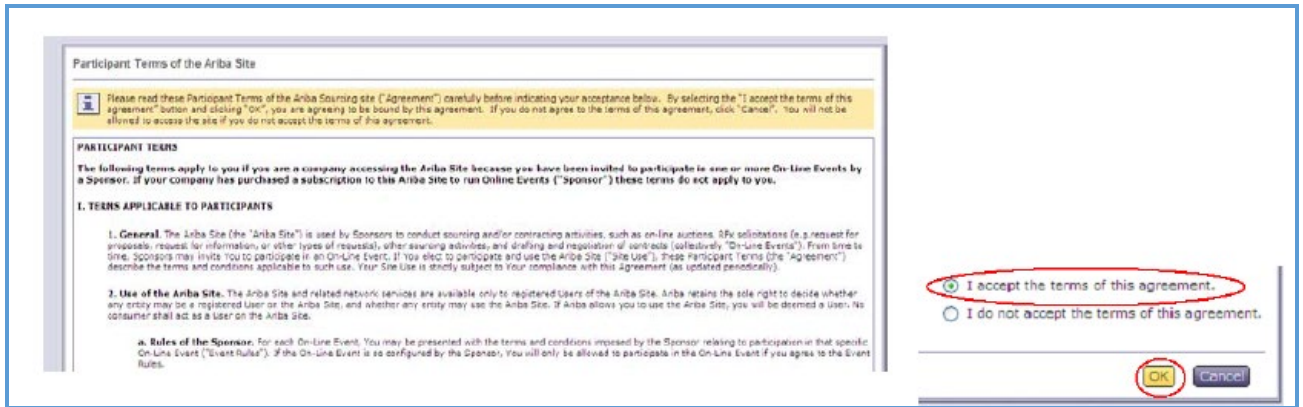 Participant Terms of the Ariba Site
Please read these Participant Terms of the Ariba Sourcing site ("Agreement") carefully before indicating your acceptance below. By selecting the "I accept the terms of this
agreement" button and clicking "OK", you are agreeing to be bound by this agreement. If you do not agree to the terms of this agreement, click "Cancel". You will not be
allowed to access the site if you do not accept the terms of this agreement.
PARTICIPANT TERMS
The following terms apply to you if you are a company accessing the Ariba Site because you have been invited to participate in one or more On-Line Events by
a Sponsor. If your company has purchased a subscription to this Ariba Site to run Online Events ("Sponsor") these terms do not apply to you.
I. TERMS APPLICABLE TO PARTICIPANTS
1. General. The Ariba Site (the "Ariba Site") is used by Sponsors to conduct sourcing and/or contracting activities, such as on-line auctions, RFx solicitations (e.g.request for
proposals, request for information, or other types of requests), other sourcing activities, and drafting and negotiation of contracts (collectively "On-Line Events"). From time to
time, Sponsors may invite You to participate in an On-Line Event. If You elect to participate and use the Ariba Site ("Site Use"), these Participant Terms (the "Agreement")
describe the terms and conditions applicable to such use. Your Site Use is strictly subject to Your compliance with this Agreement (as updated periodically).
2. Use of the Ariba Site. The Ariba Site and related network services are available only to registered Users of the Ariba Site. Ariba retains the sole right to decide whether
any entity may be a registered User on the Ariba Site, and whether any entity may use the Ariba Site. If Ariba allows you to use the Ariba Site, you will be deemed a User. No
consumer shall act as a User on the Ariba Site.
a. Rules of the Sponsor. For each On-Line Event, You may be presented with the terms and conditions imposed by the Sponsor relating to participation in that specific
On-Line Event ("Event Rules"). If the On-Line Event is so configured by the Sponsor, You will only be allowed to participate in the On-Line Event if you agree to the Event
Rules.
I accept the terms of this agreement.
I do not accept the terms of this agreement.
OK Cancel